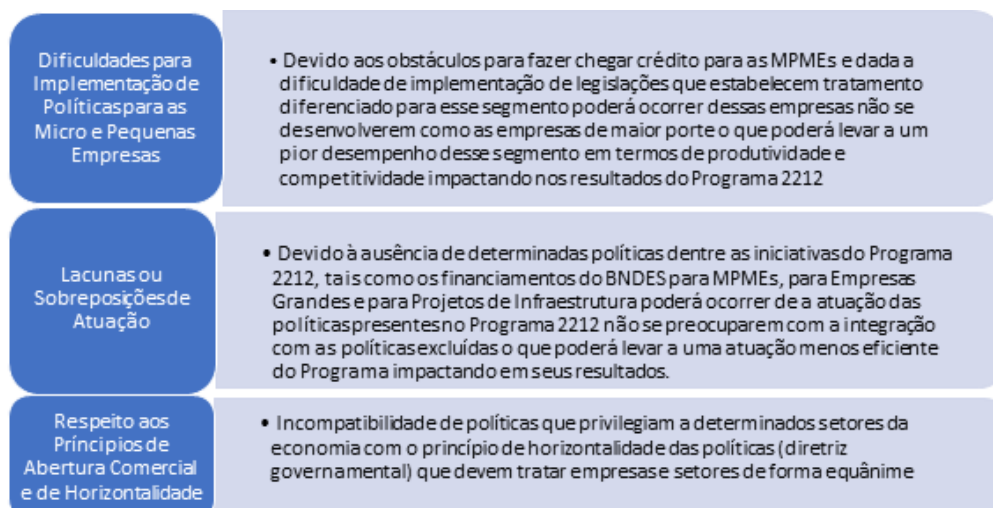 Dificuldades para
Implementação de
Políticas para as
Micro e Pequenas
Empresas
• Devido aos obstáculos para fazer chegar crédito para as MPMEs e dada a
dificuldade de implementação de legislações que estabelecem tratamento
diferenciado para esse segmento poderá ocorrer dessas empresas não se
desenvolverem como as empresas de maior porte o que poderá levar a um
pior desempenho desse segmento em termos de produtividade e
competitividade impactando nos resultados do Programa 2212
Lacunas ou
Sobreposições de
Atuação
• Devido à ausência de determinadas políticas dentre as iniciativas do Programa
2212, tais como os financiamentos do BNDES para MPMEs, para Empresas
Grandes e para Projetos de Infraestrutura poderá ocorrer de a atuação das
políticas presentes no Programa 2212 não se preocuparem com a integração
com as políticas excluídas o que poderá levar a uma atuação menos eficiente
do Programa impactando em seus resultados.
Respeito aos
Príncipios de
Abertura Comercial
e de Horizontalidade
• Incompatibilidade de políticas que privilegiam a determinados setores da
economia com o princípio de horizontalidade das políticas (diretriz
governamental) que devem tratar empresas e setores de forma equânime